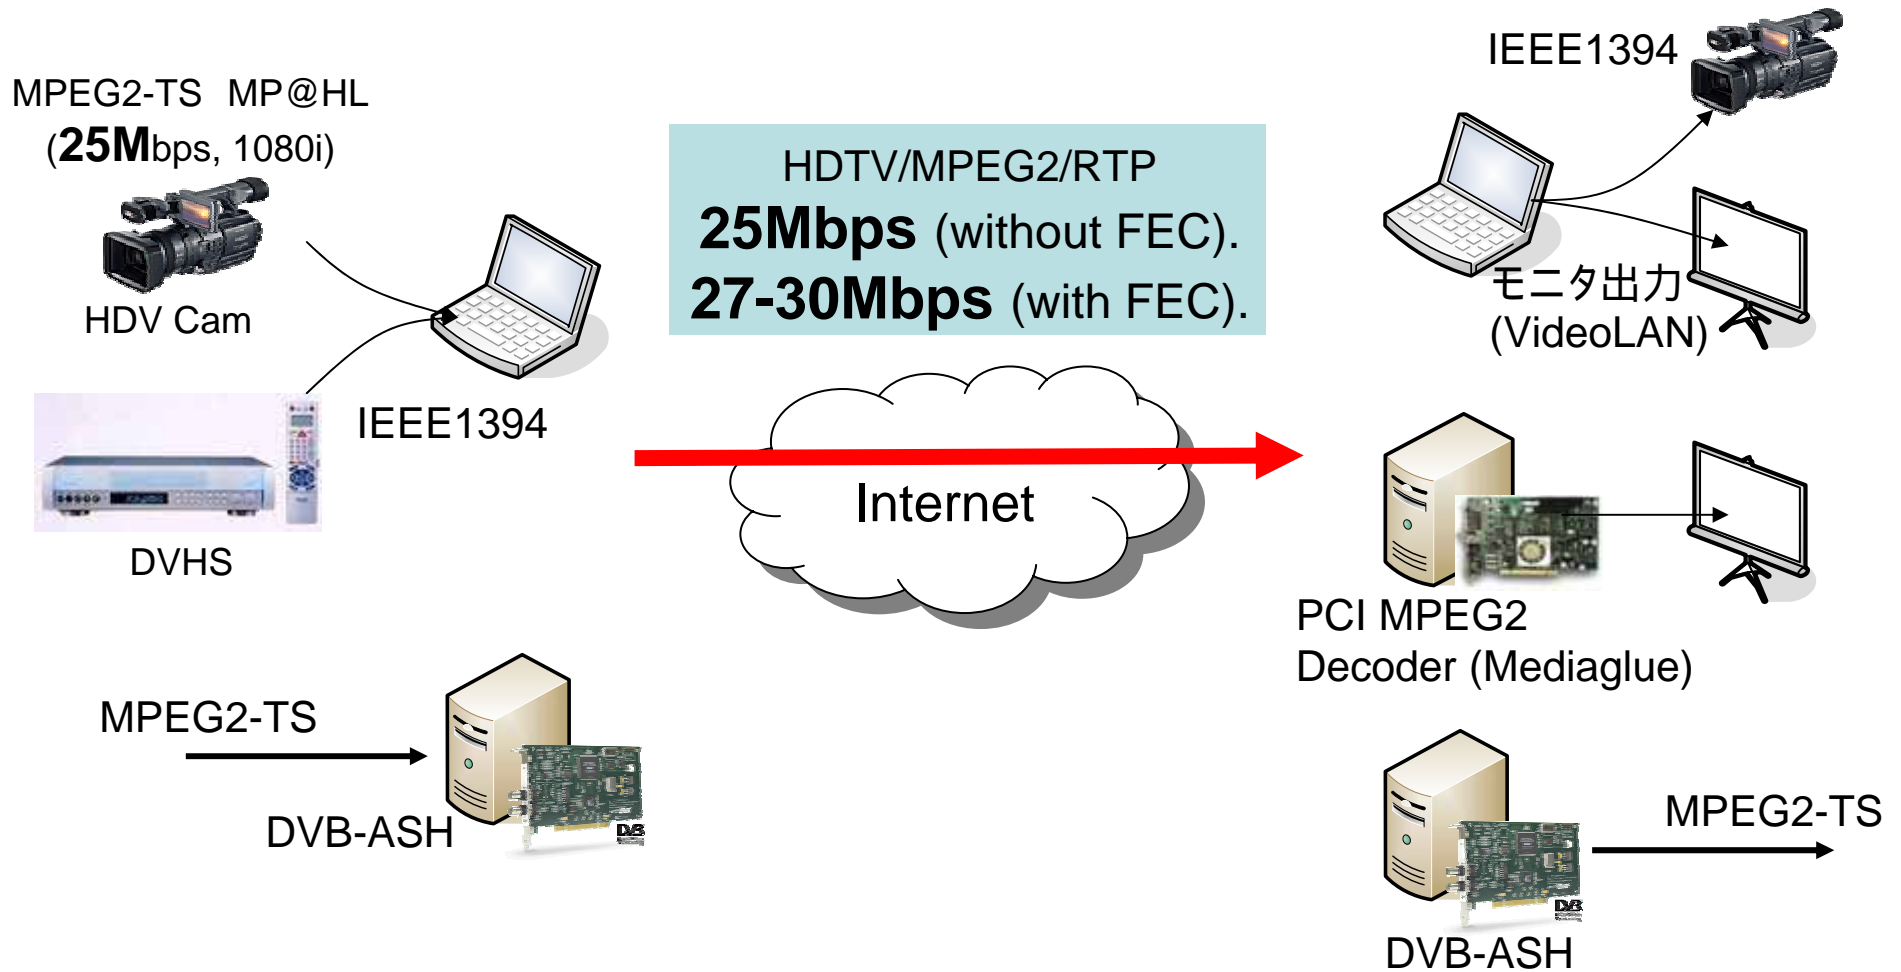 MPEG2-TS MP@HL
(25Mbps, 1080i)
HDV Cam
IEEE1394
DVHS
MPEG2-TS
DVB-ASH
HDTV/MPEG2/RTP
25Mbps (without FEC).
27-30Mbps (with FEC).
Internet
IEEE1394
モニタ出力
(VideoLAN)
PCI MPEG2
Decoder (Mediaglue)
MPEG2-TS
DVB-ASH
DVB
DVB